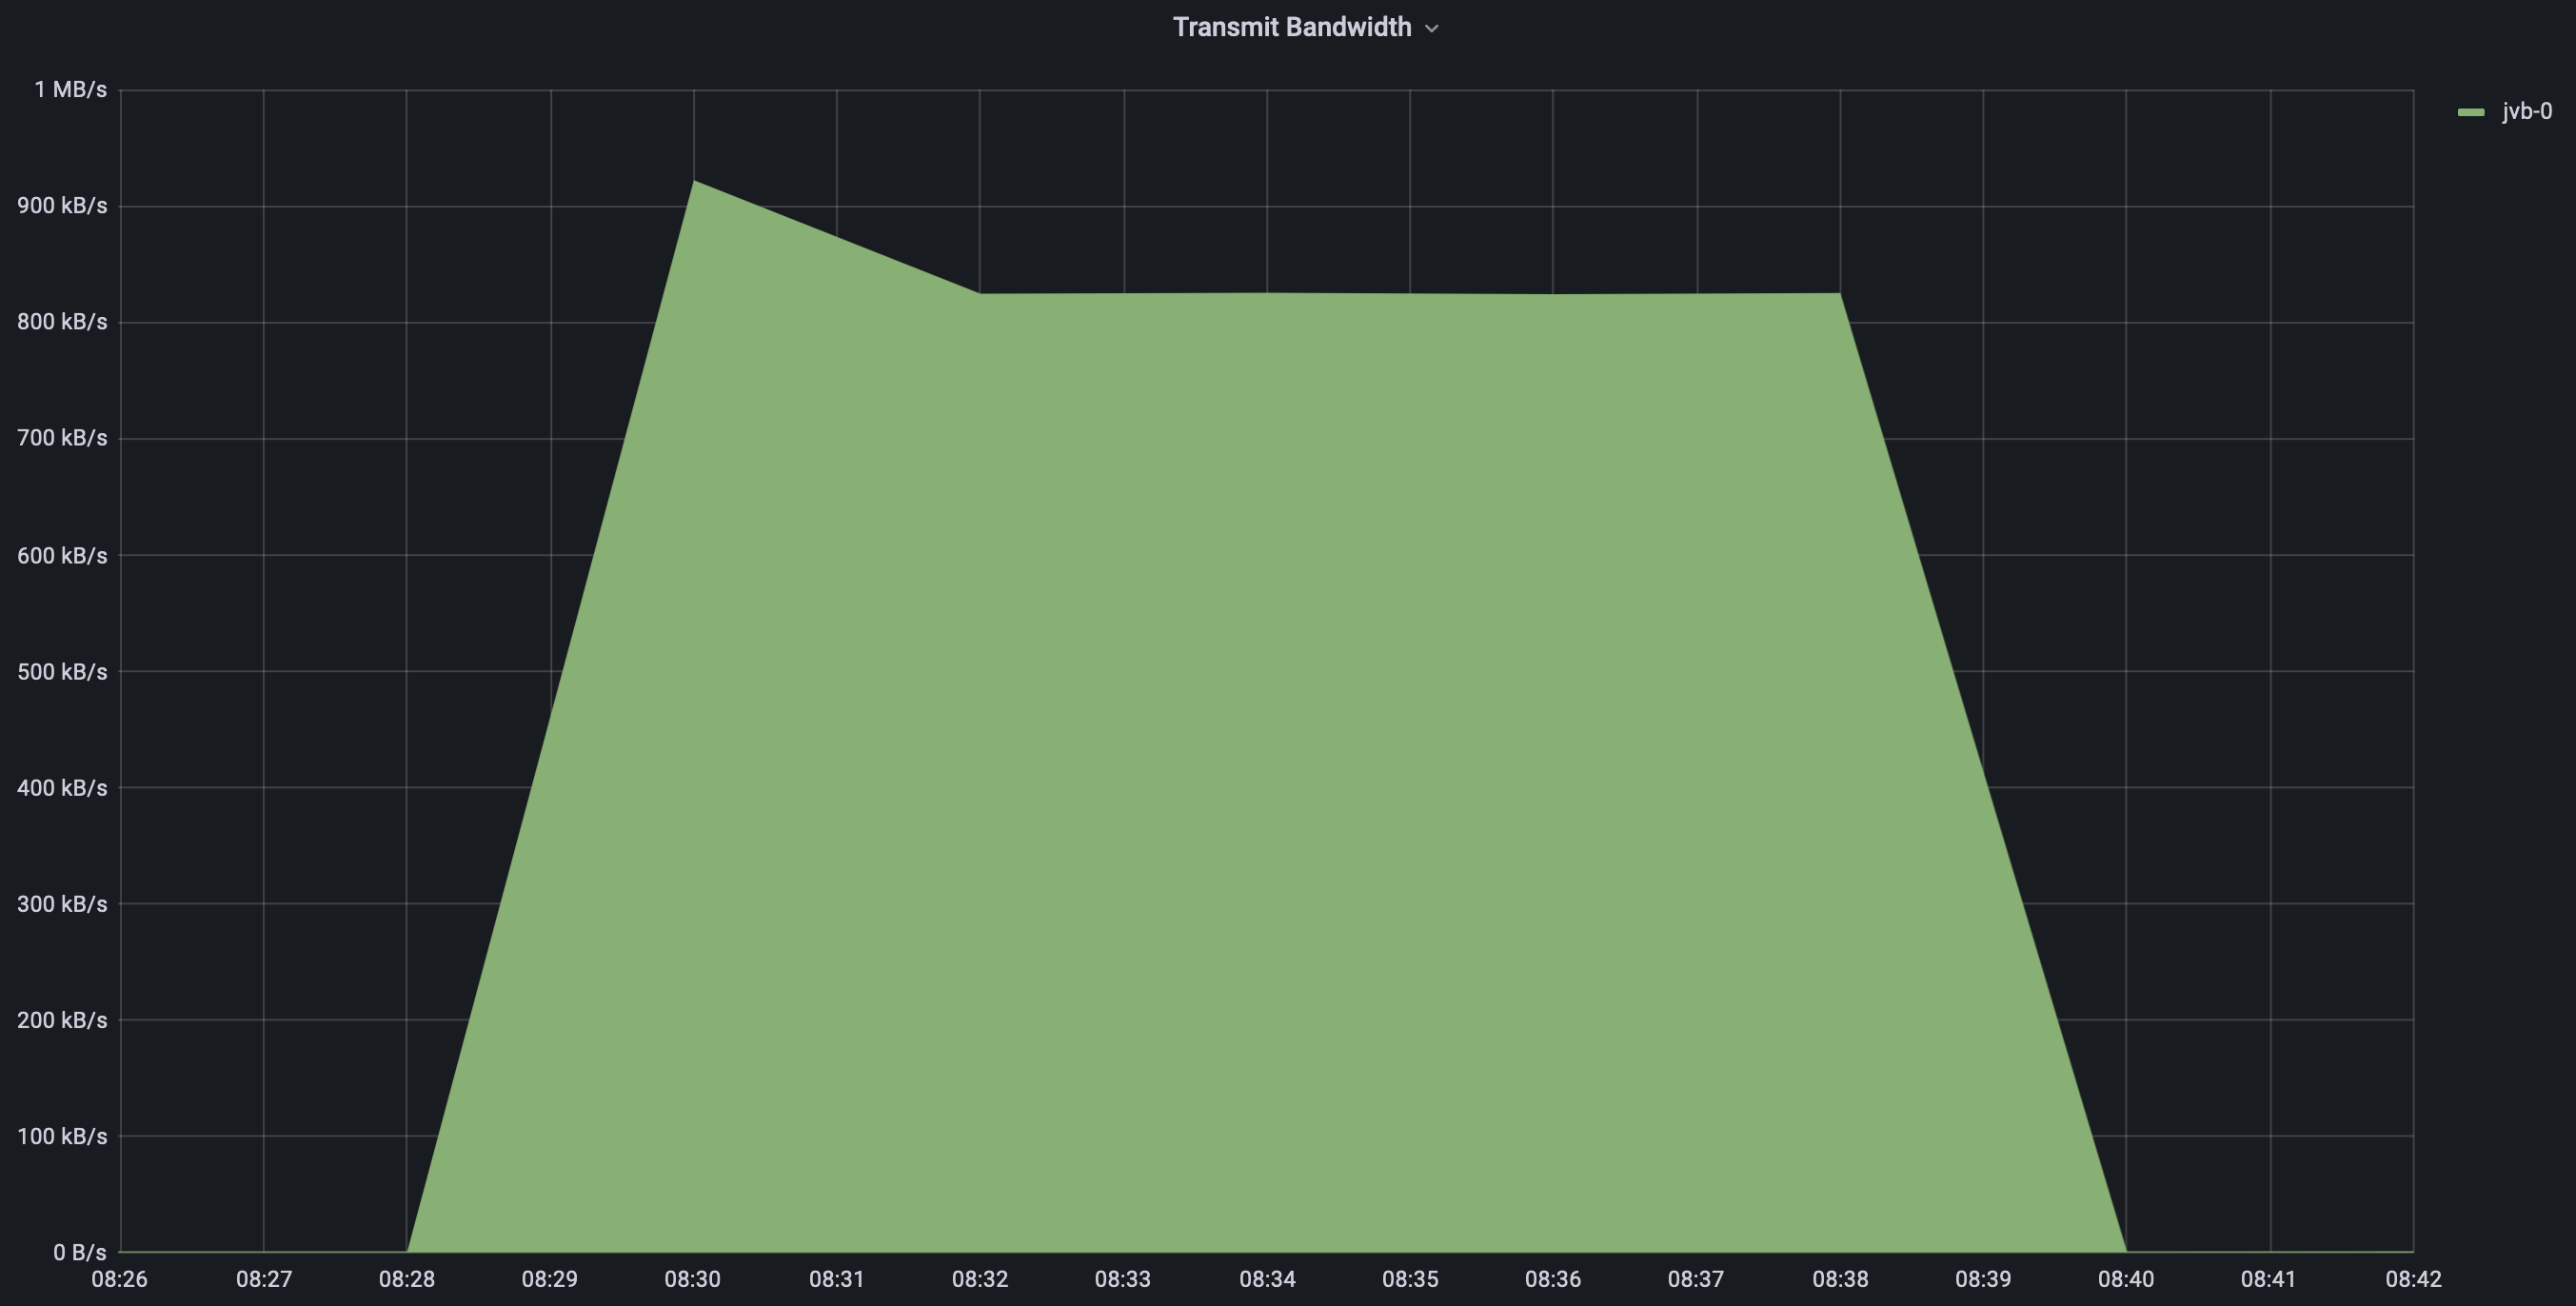 Transmit Bandwidth
1 MB/s
900 kB/s
800 kB/s
700 kB/s
600 kB/s
500 kB/s
400 kB/s
300 kB/s
200 kB/s
100 kB/s
0 B/s
08:26 08:27 08:28 08:29 08:30 08:31 08:32 08:33 08:34 08:35 08:36 08:37 08:38 08:39 08:40 08:41 08:42
jvb-0